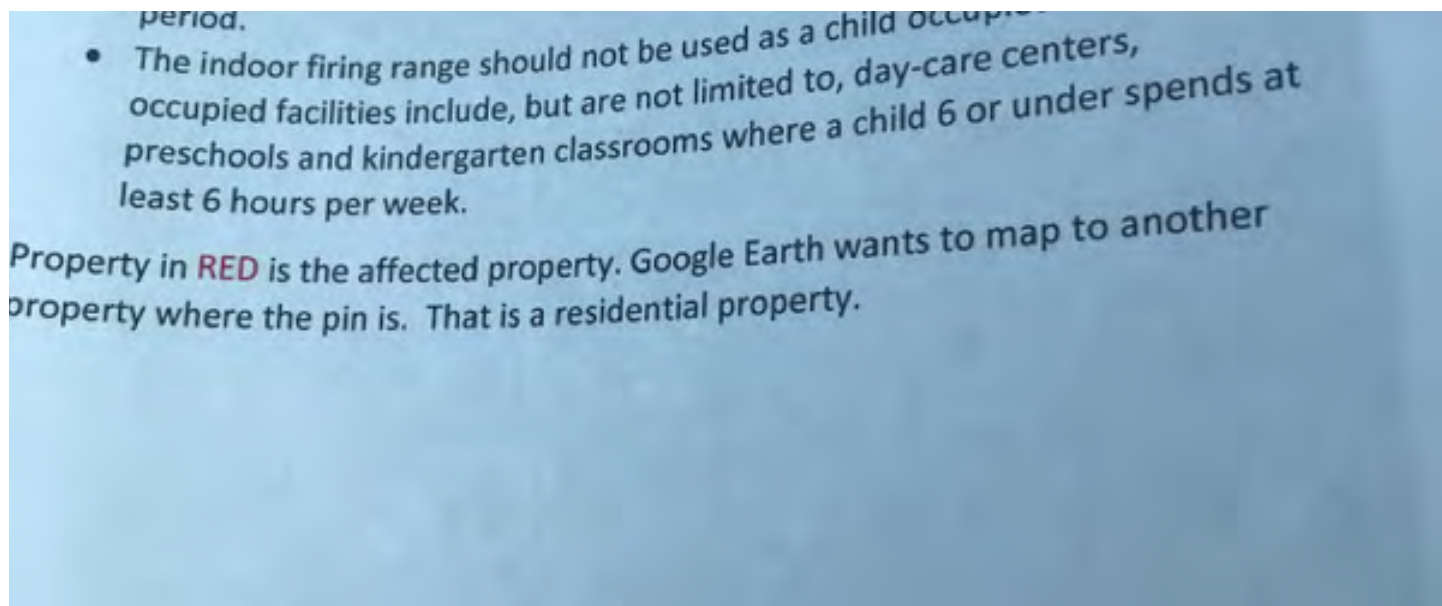 period.
• The indoor firing range should not be used as a child
occupied facilities include, but are not limited to, day-care centers,
preschools and kindergarten classrooms where a child 6 or under spends at
least 6 hours per week.
Property in RED is the affected property. Google Earth wants to map to another
property where the pin is. That is a residential property.